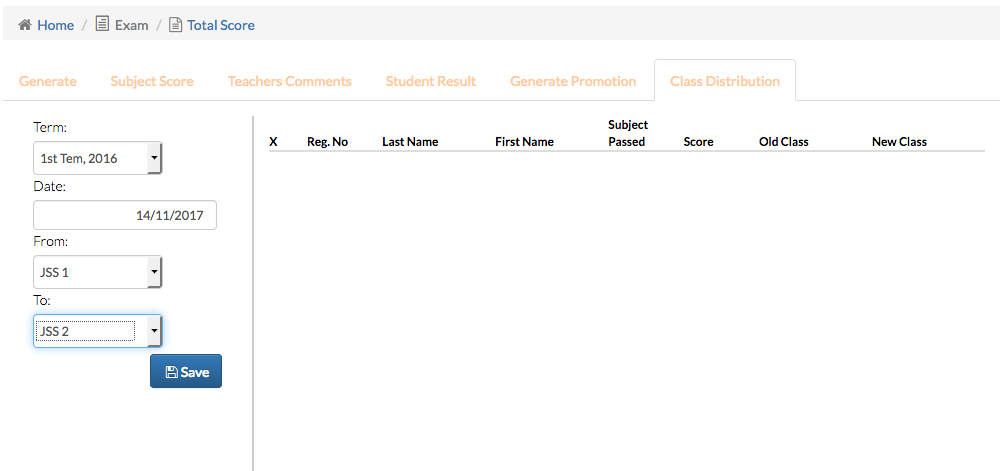 Home / Exam / Total Score
Generate Subject Score Teachers Comments Student Result Generate Promotion Class Distribution
Term:
1st Tem, 2016
Date:
14/11/2017
From:
JSS 1
To:
JSS 2
Save
X Reg. No Last Name First Name Subject Passed Score Old Class New Class